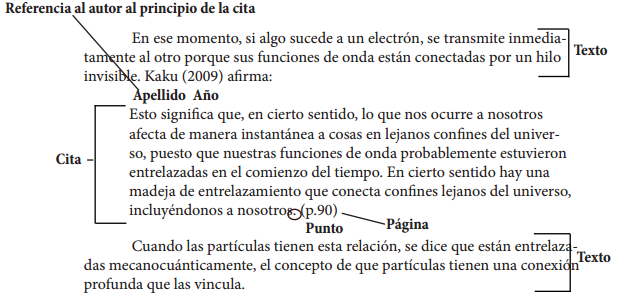 Referencia al autor al principio de la cita
En ese momento, si algo sucede a un electrón, se transmite inmedia-
tamente al otro porque sus funciones de onda están conectadas por un hilo
invisible. Kaku (2009) afirma:
Texto
Apellido Año
Esto significa que, en cierto sentido, lo que nos ocurre a nosotros
afecta de manera instantánea a cosas en lejanos confines del univer-
so, puesto que nuestras funciones de onda probablemente estuvieron
entrelazadas en el comienzo del tiempo. En cierto sentido hay una
madeja de entrelazamiento que conecta confines lejanos del universo,
incluyéndonos a nosotros. (p.90)
Cita
Punto
Página
Cuando las partículas tienen esta relación, se dice que están entrelaza-
das mecanocuánticamente, el concepto de que partículas tienen una conexión
profunda que las vincula.
Texto